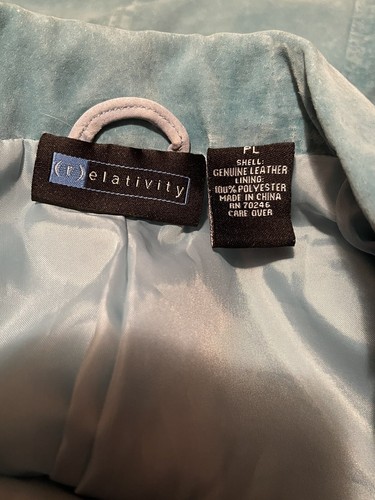 (r)elativity
PL
SHELL:
GENUINE LEATHER
LINING:
100% POLYESTER
MADE IN CHINA
RN 70246
CARE OVER